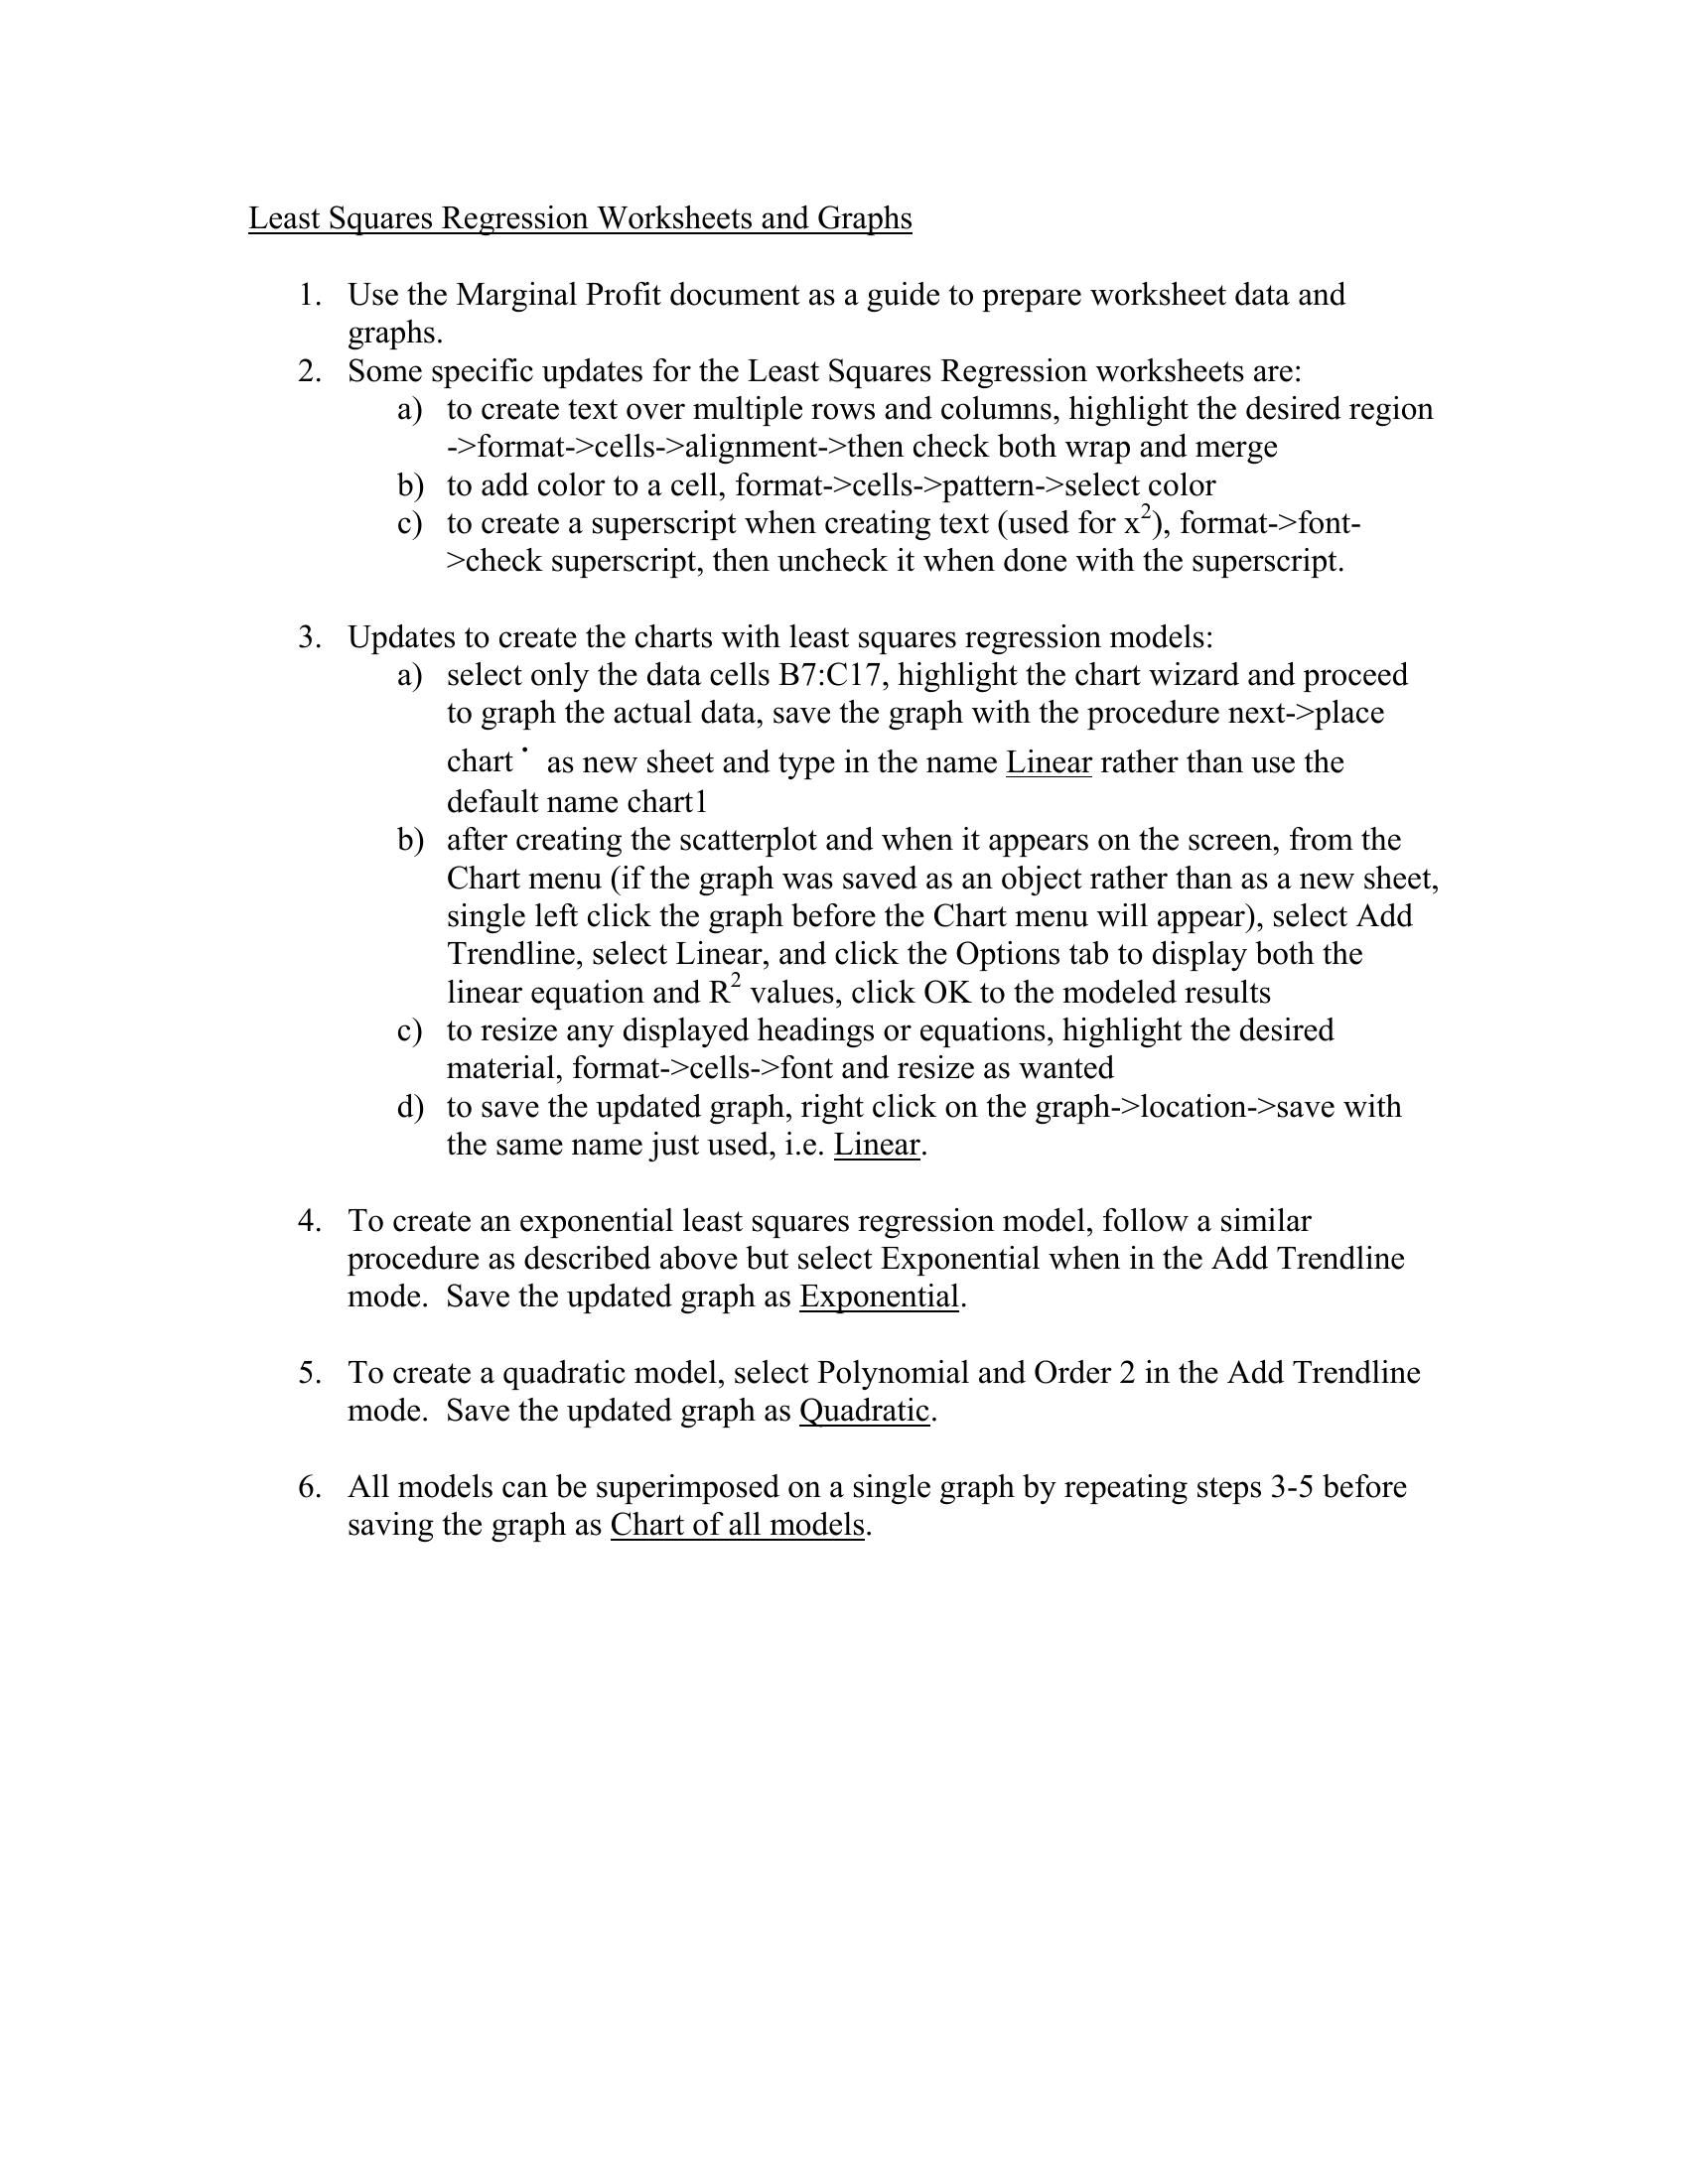 Least Squares Regression Worksheets and Graphs
1. Use the Marginal Profit document as a guide to prepare worksheet data and
graphs.
2. Some specific updates for the Least Squares Regression worksheets are:
a) to create text over multiple rows and columns, highlight the desired region
->format->cells->alignment->then check both wrap and merge
b) to add color to a cell, format->cells->pattern->select color
c) to create a superscript when creating text (used for x²), format->font-
>check superscript, then uncheck it when done with the superscript.
3. Updates to create the charts with least squares regression models:
a) select only the data cells B7:C17, highlight the chart wizard and proceed
to graph the actual data, save the graph with the procedure next->place
chart • as new sheet and type in the name Linear rather than use the
default name chart1
b) after creating the scatterplot and when it appears on the screen, from the
Chart menu (if the graph was saved as an object rather than as a new sheet,
single left click the graph before the Chart menu will appear), select Add
Trendline, select Linear, and click the Options tab to display both the
linear equation and R² values, click OK to the modeled results
c) to resize any displayed headings or equations, highlight the desired
material, format->cells->font and resize as wanted
d) to save the updated graph, right click on the graph->location->save with
the same name just used, i.e. Linear.
4. To create an exponential least squares regression model, follow a similar
procedure as described above but select Exponential when in the Add Trendline
mode.  Save the updated graph as Exponential.
5. To create a quadratic model, select Polynomial and Order 2 in the Add Trendline
mode.  Save the updated graph as Quadratic.
6. All models can be superimposed on a single graph by repeating steps 3-5 before
saving the graph as Chart of all models.